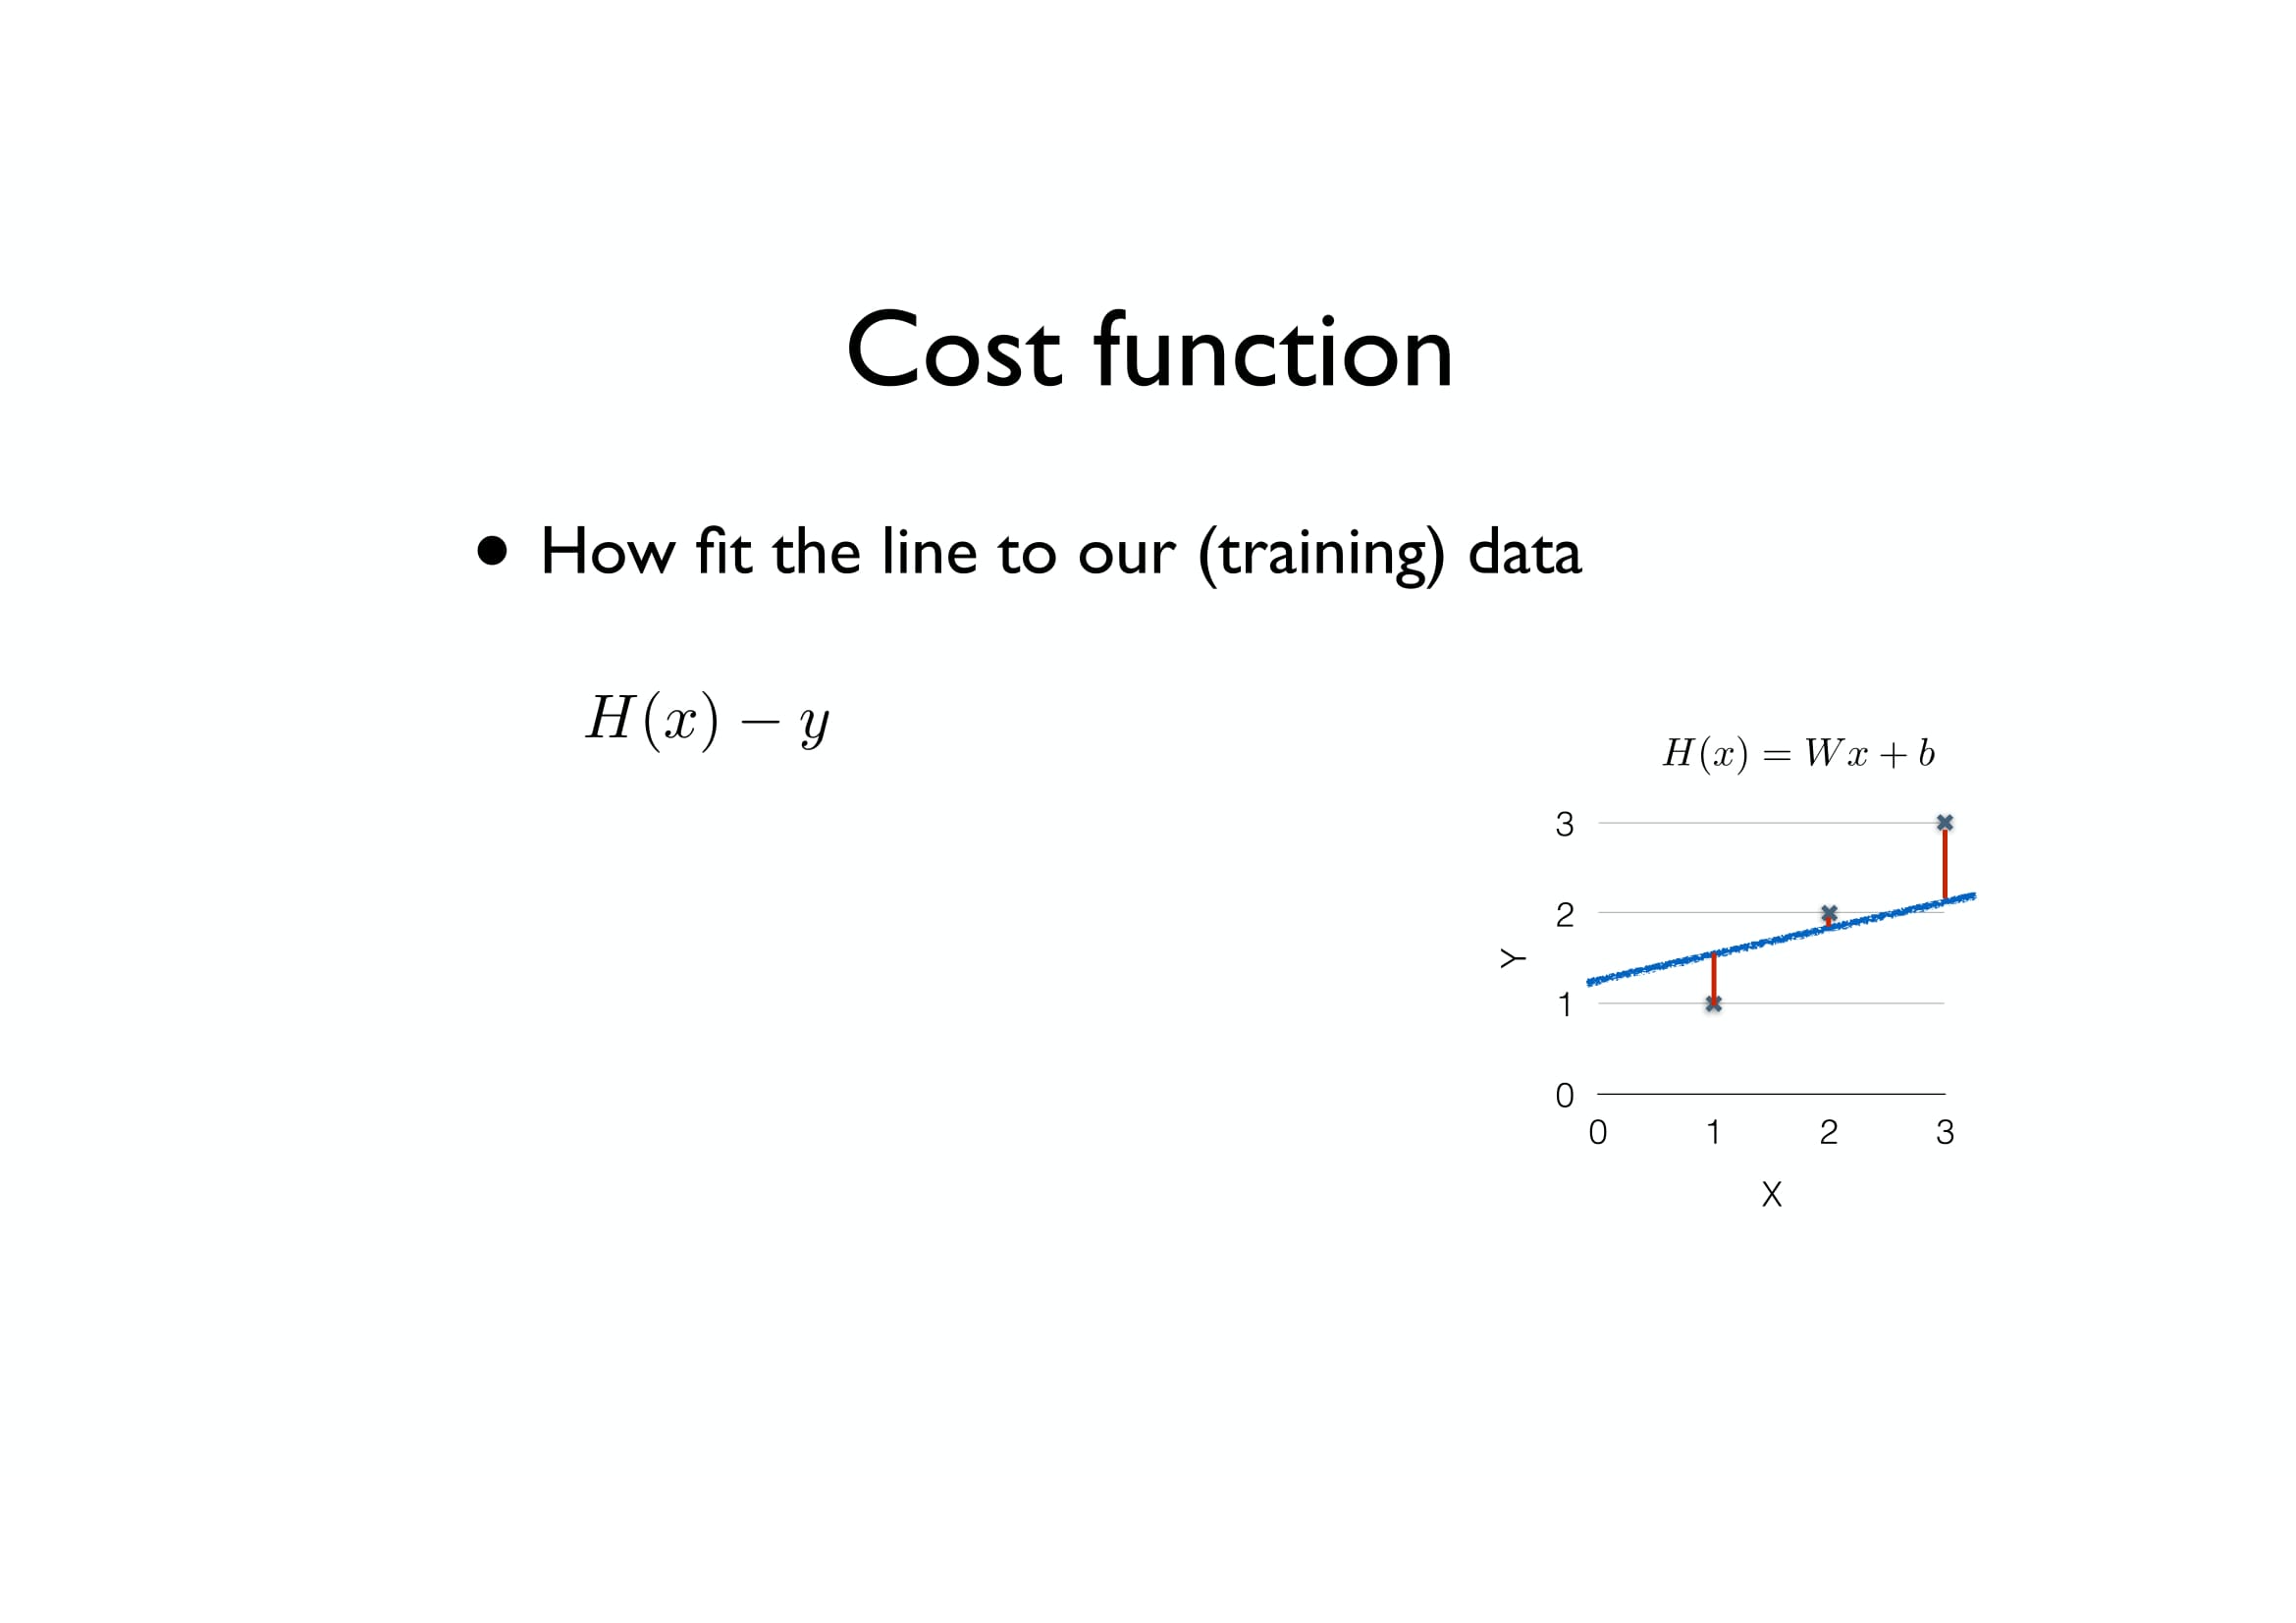 Cost function
● How fit the line to our (training) data
H(x) − y
H(x) = Wx + b
3
2
Y
1
0
0 1 2 3
X